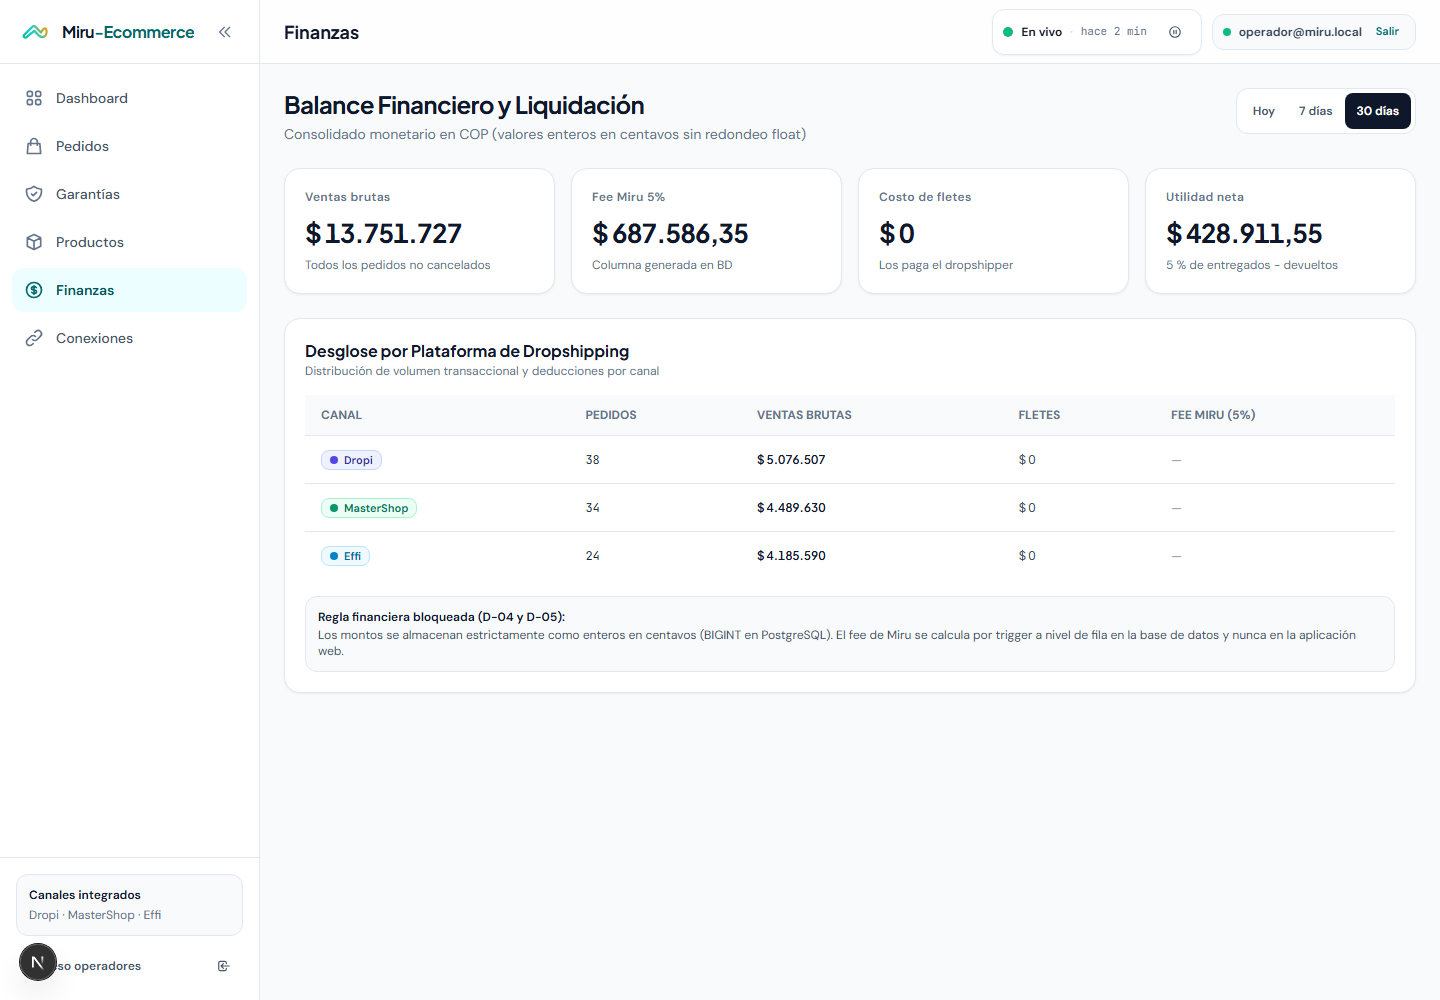 Miru-Ecommerce
Finanzas
En vivo · hace 2 min
operador@miru.local Salir
Dashboard
Pedidos
Garantías
Productos
Finanzas
Conexiones
Balance Financiero y Liquidación
Consolidado monetario en COP (valores enteros en centavos sin redondeo float)
Hoy 7 días 30 días
Ventas brutas
$ 13.751.727
Todos los pedidos no cancelados
Fee Miru 5%
$ 687.586,35
Columna generada en BD
Costo de fletes
$ 0
Los paga el dropshipper
Utilidad neta
$ 428.911,55
5 % de entregados − devueltos
Desglose por Plataforma de Dropshipping
Distribución de volumen transaccional y deducciones por canal
CANAL PEDIDOS VENTAS BRUTAS FLETES FEE MIRU (5%)
Dropi 38 $ 5.076.507 $ 0 —
MasterShop 34 $ 4.489.630 $ 0 —
Effi 24 $ 4.185.590 $ 0 —
Regla financiera bloqueada (D-04 y D-05):
Los montos se almacenan estrictamente como enteros en centavos (BIGINT en PostgreSQL). El fee de Miru se calcula por trigger a nivel de fila en la base de datos y nunca en la aplicación
web.
Canales integrados
Dropi · MasterShop · Effi
N
operadores